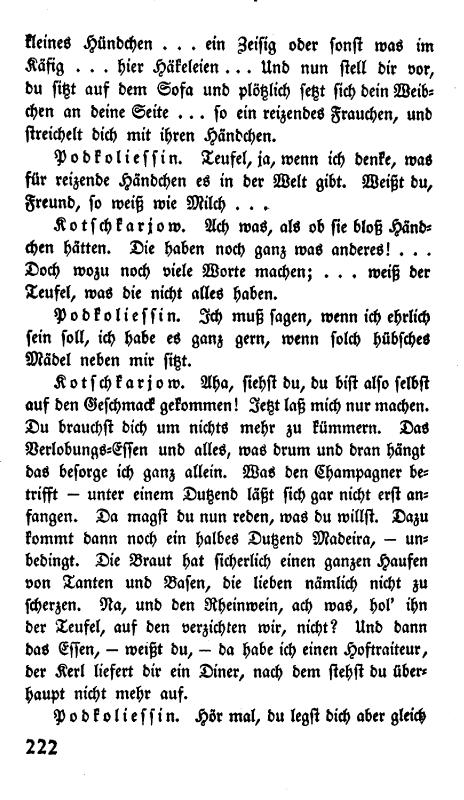 kleines Hündchen . . . ein Zeisig oder sonst was im
Käfig . . . hier Häkeleien . . . Und nun stell dir vor,
du sitzt auf dem Sofa und plötzlich setzt sich dein Weib-
chen an deine Seite . . . so ein reizendes Frauchen, und
streichelt dich mit ihren Händchen.
Podkoliessin. Teufel, ja, wenn ich denke, was
für reizende Händchen es in der Welt gibt. Weißt du,
Freund, so weiß wie Milch . . .
Kotschkarjow. Ach was, als ob sie bloß Händ-
chen hätten. Die haben noch ganz was anderes! . . .
Doch wozu noch viele Worte machen; . . . weiß der
Teufel, was die nicht alles haben.
Podkoliessin. Ich muß sagen, wenn ich ehrlich
sein soll, ich habe es ganz gern, wenn solch hübsches
Mädel neben mir sitzt.
Kotschkarjow. Aha, siehst du, du bist also selbst
auf den Geschmack gekommen! Jetzt laß mich nur machen.
Du brauchst dich um nichts mehr zu kümmern. Das
Verlobungs-Essen und alles, was drum und dran hängt
das besorge ich ganz allein. Was den Champagner be-
trifft — unter einem Dutzend läßt sich gar nicht erst an-
fangen. Da magst du nun reden, was du willst. Dazu
kommt dann noch ein halbes Dutzend Madeira, — un-
bedingt. Die Braut hat sicherlich einen ganzen Haufen
von Tanten und Basen, die lieben nämlich nicht zu
scherzen. Na, und den Rheinwein, ach was, hol' ihn
der Teufel, auf den verzichten wir, nicht? Und dann
das Essen, — weißt du, — da habe ich einen Hoftraiteur,
der Kerl liefert dir ein Diner, nach dem stehst du über-
haupt nicht mehr auf.
Podkoliessin. Hör mal, du legst dich aber gleich
222